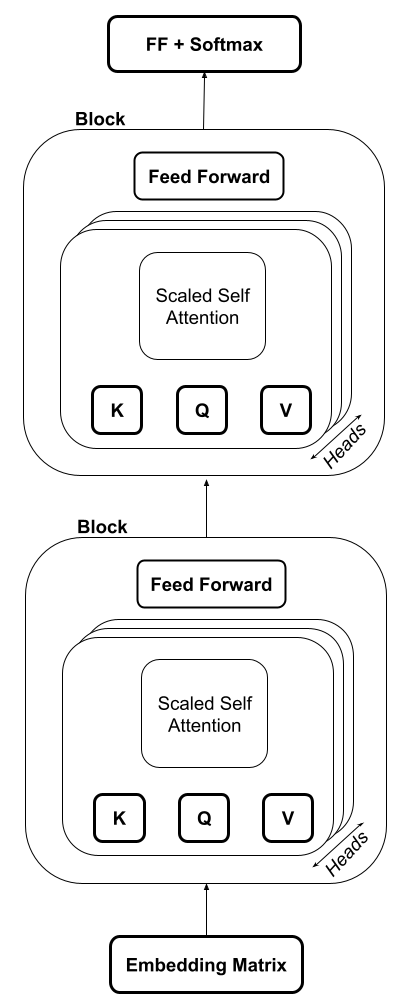 FF + Softmax
Block
Feed Forward
Scaled Self
Attention
K Q V
Heads
Block
Feed Forward
Scaled Self
Attention
K Q V
Heads
Embedding Matrix